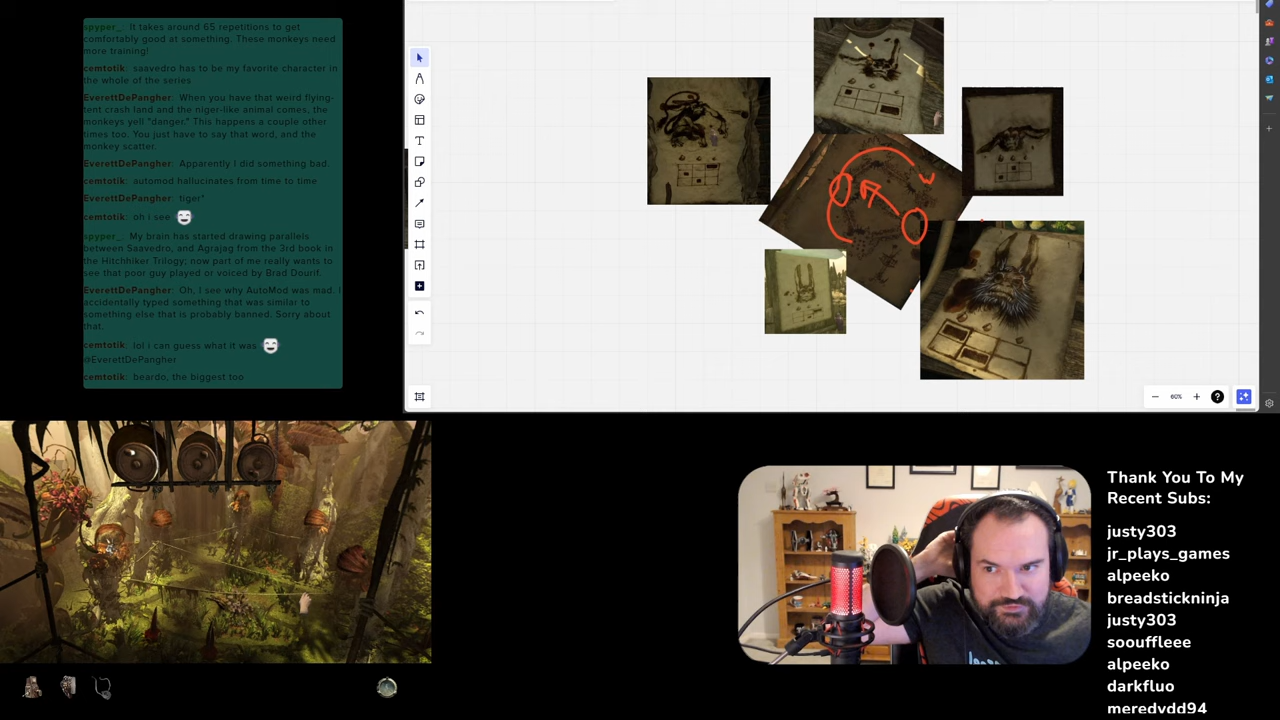 spyper_: It takes around 65 repetitions to get
comfortably good at something. These monkeys need
more training!
cemtotik: saavedro has to be my favorite character in
the whole of the series
EverettDePangher: When you have that weird flying-
tent crash land and the niger-like animal comes, the
monkeys yell "danger." This happens a couple other
times too. You just have to say that word, and the
monkey scatter.
EverettDePangher: Apparently I did something bad.
cemtotik: automod hallucinates from time to time
EverettDePangher: tiger*
cemtotik: oh i see
spyper_: My brain has started drawing parallels
between Saavedro, and Agrajag from the 3rd book in
the Hitchhiker Trilogy; now part of me really wants to
see that poor guy played or voiced by Brad Dourif.
EverettDePangher: Oh, I see why AutoMod was mad. I
accidentally typed something that was similar to
something else that is probably banned. Sorry about
that.
cemtotik: lol i can guess what it was
@EverettDePangher
cemtotik: beardo, the biggest too
60%
Thank You To My
Recent Subs:
justy303
jr_plays_games
alpeeko
breadstickninja
justy303
sooufleee
alpeeko
darkfluo
meredydd94